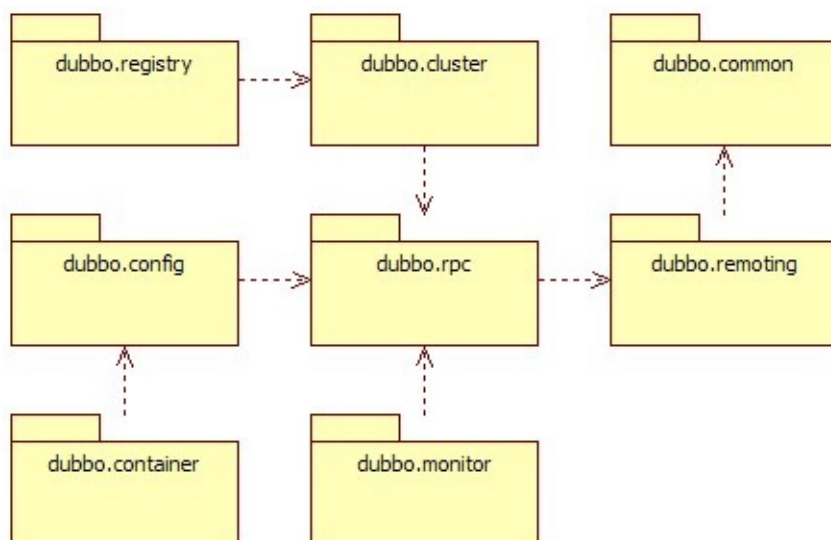 dubbo.registry
dubbo.cluster
dubbo.common
dubbo.config
dubbo.rpc
dubbo.remoting
dubbo.container
dubbo.monitor